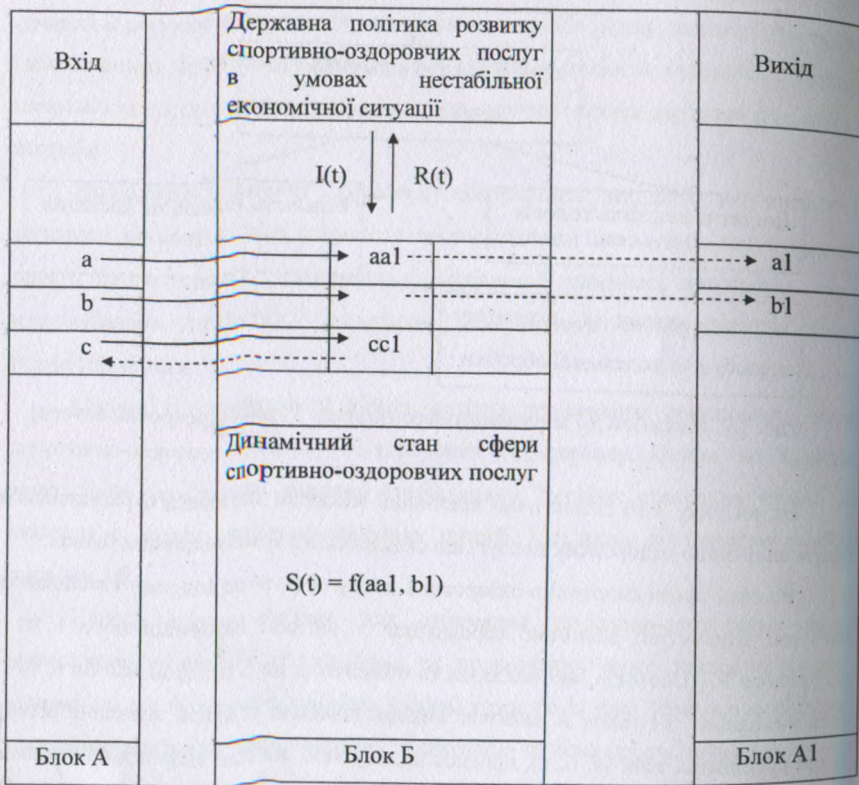 Вхід
Державна політика розвитку
спортивно-оздорочих послуг
в умовах нестабільної
економічної ситуації
Вихід
I(t) R(t)
a aa1 a1
b b1
c cc1
Динамічний стан сфери
спортивно-оздоровчих послуг
S(t) = f(aa1, b1)
Блок А Блок Б Блок А1